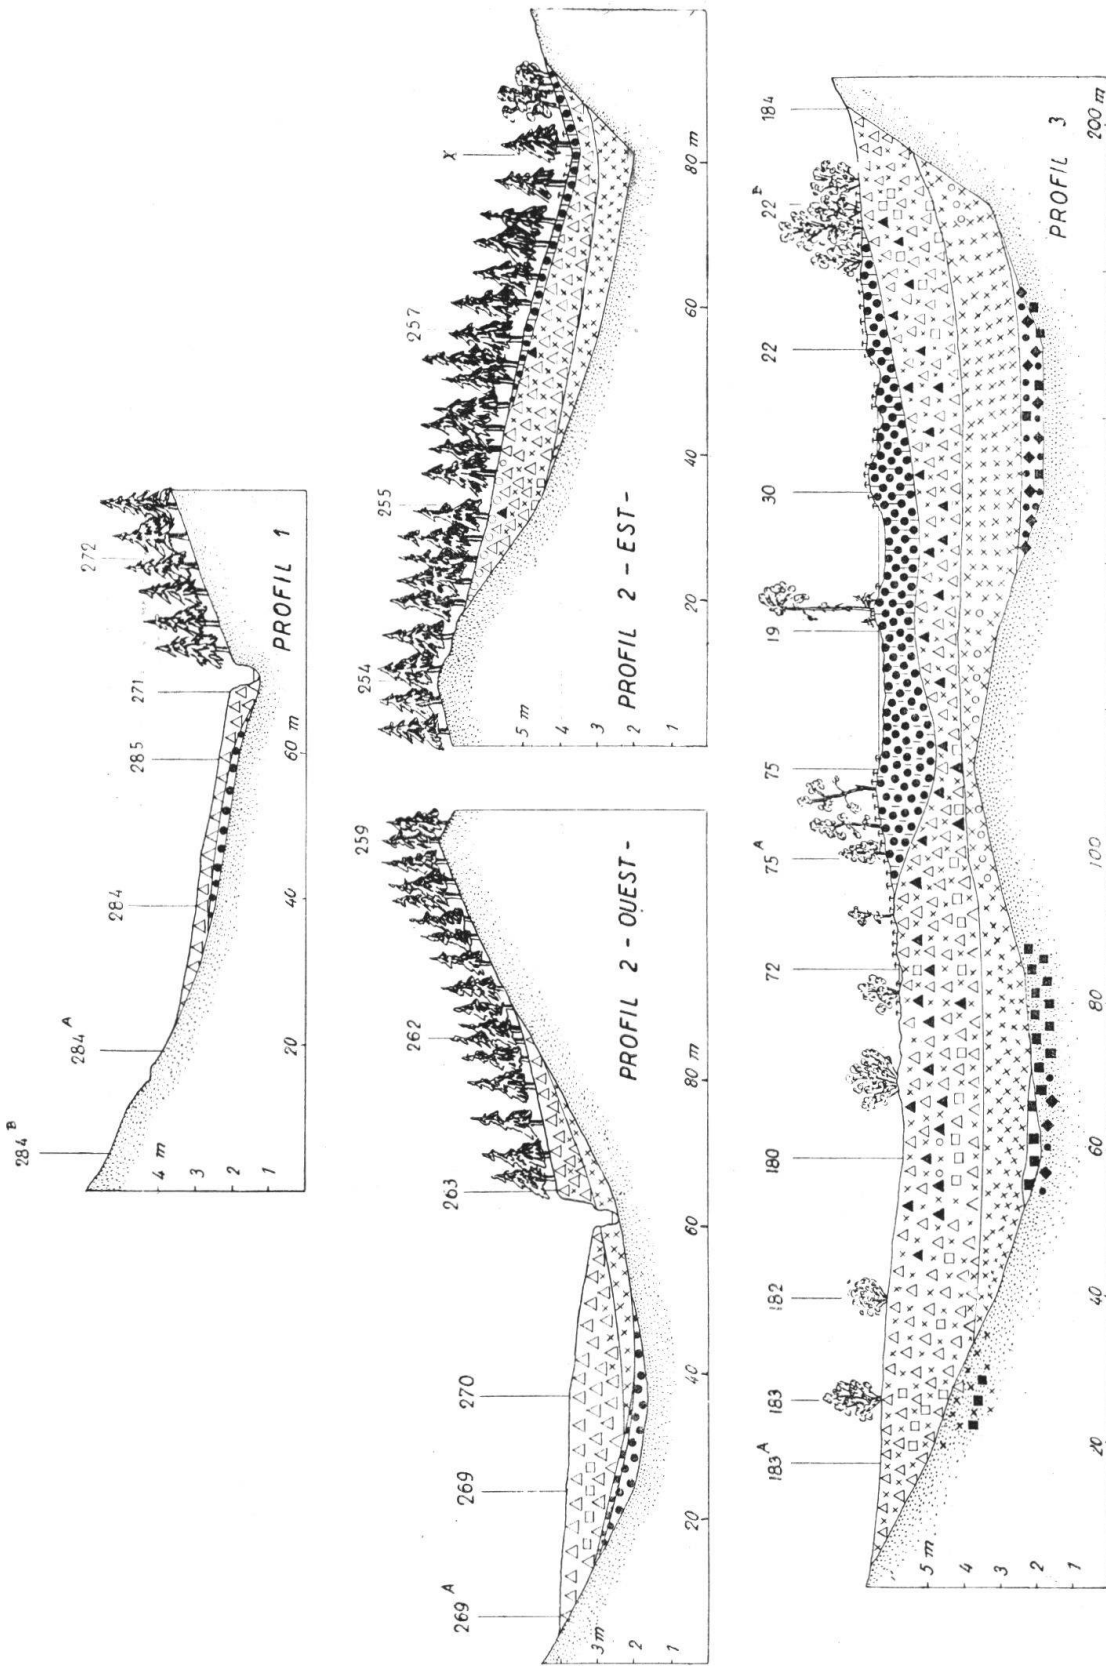 284 B
284 A
284
285
271
272
4 m
3
2
1
20
40
60 m
PROFIL 1
269 A
269
270
263
262
259
3 m
2
1
20
40
60
80 m
PROFIL 2 - OUEST -
254
255
257
X
5 m
4
3
2
1
20
40
60
80 m
PROFIL 2 - EST -
183 A
183
182
180
72
75 A
75
19
30
22
22 B
184
5 m
4
3
2
1
20
40
60
80
100
200 m
PROFIL 3